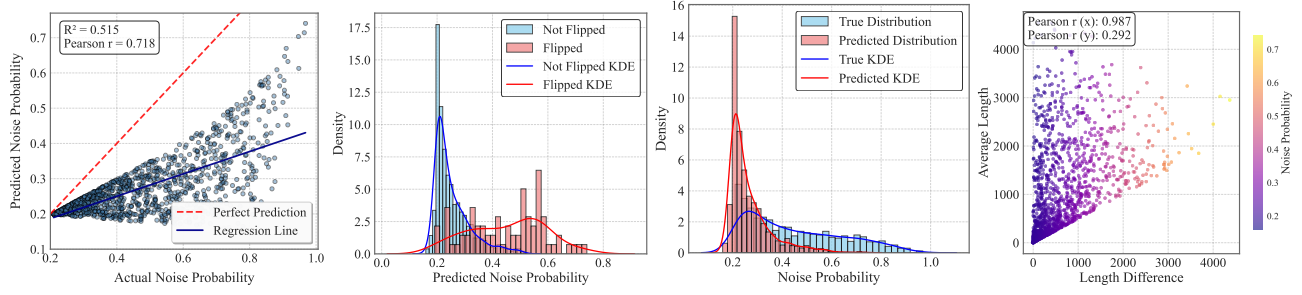 R² = 0.515
Pearson r = 0.718
Predicted Noise Probability
0.7
0.6
0.5
0.4
0.3
0.2
0.1
Perfect Prediction
Regression Line
0.2
0.4
0.6
0.8
1.0
Actual Noise Probability
Density
17.5
15.0
12.5
10.0
7.5
5.0
2.5
0.0
Not Flipped
Flipped
Not Flipped KDE
Flipped KDE
0.0
0.2
0.4
0.6
0.8
Predicted Noise Probability
Density
16
14
12
10
8
6
4
2
0
True Distribution
Predicted Distribution
True KDE
Predicted KDE
0.2
0.4
0.6
0.8
1.0
Noise Probability
Pearson r (x): 0.987
Pearson r (y): 0.292
Average Length
4000
3000
2000
1000
0
0
1000
2000
3000
4000
Length Difference
0.7
0.6
0.5
0.4
0.3
0.2
Noise Probability